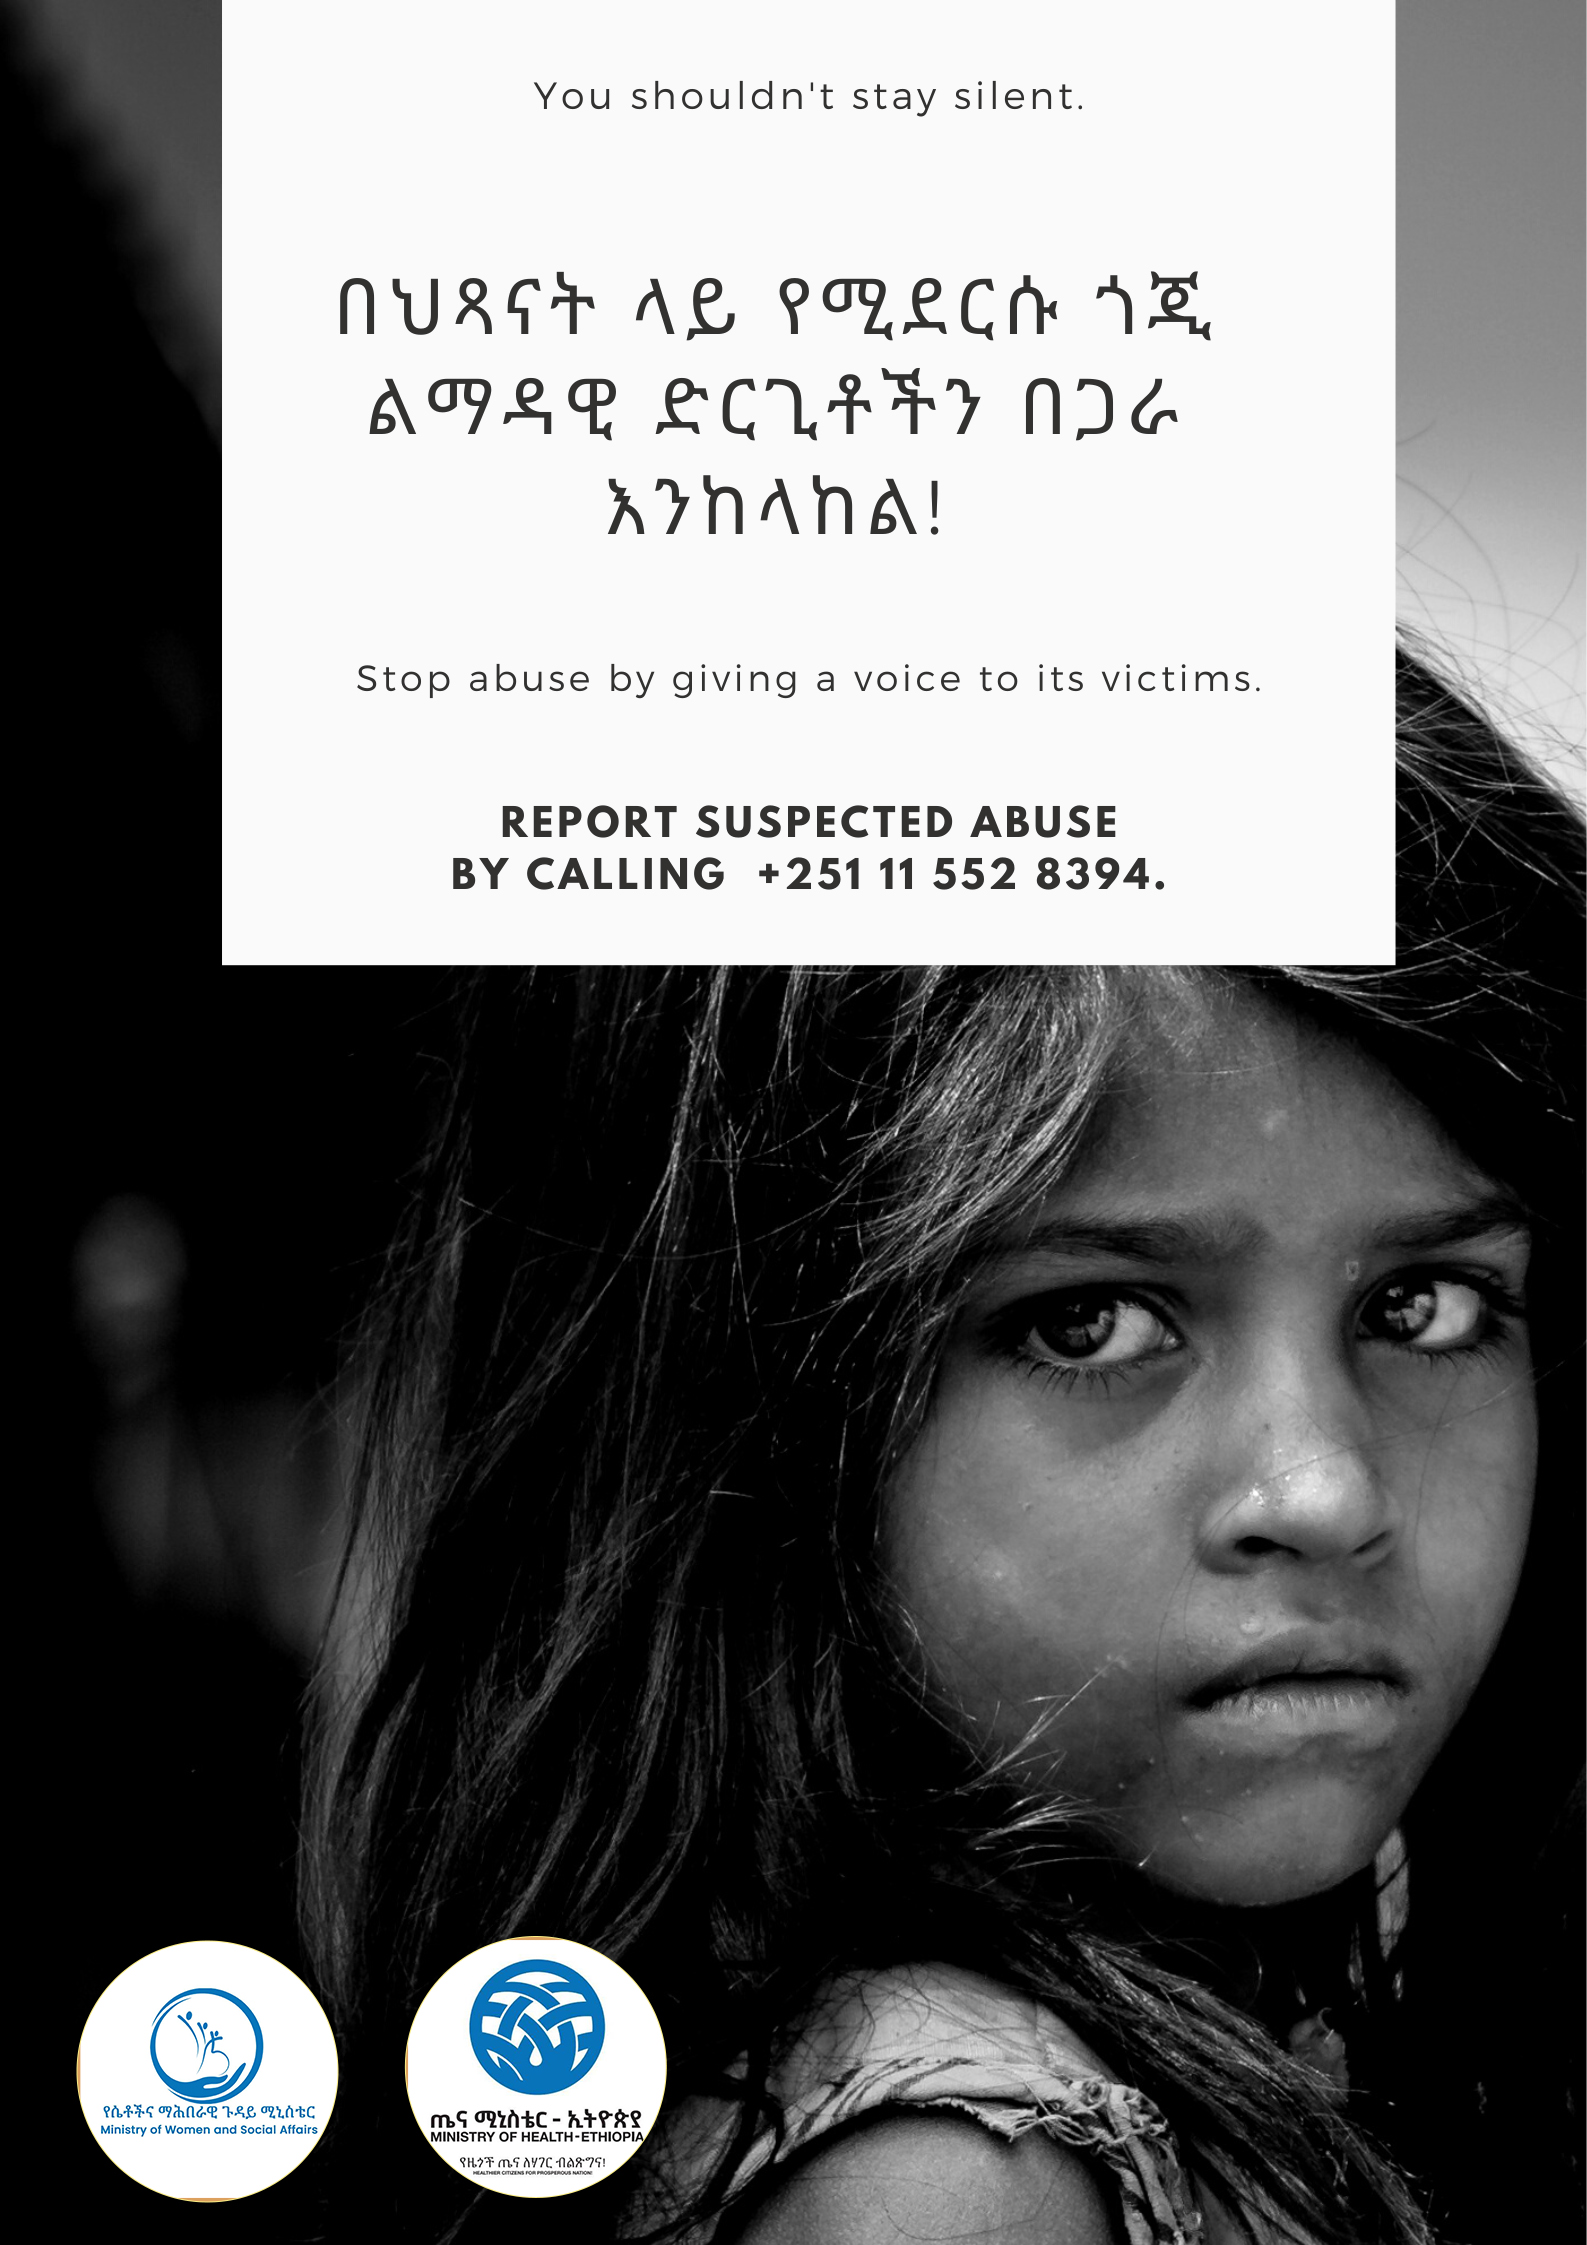 You shouldn't stay silent.
በህጻናት ላይ የሚደርሱ ጎጂ
ልማዳዊ ድርጊቶችን በጋራ
እንከላከል!
Stop abuse by giving a voice to its victims.
REPORT SUSPECTED ABUSE
BY CALLING +251 11 552 8394.
የሴቶችና ማሕበራዊ ጉዳይ ሚኒስቴር
Ministry of Women and Social Affairs
ጤና ሚኒስቴር - ኢትዮጵያ
MINISTRY OF HEALTH-ETHIOPIA
የዜጎች ጤና ለሃገር ብልጽግና!
HEALTHIER CITIZENS FOR PROSPEROUS NATION!